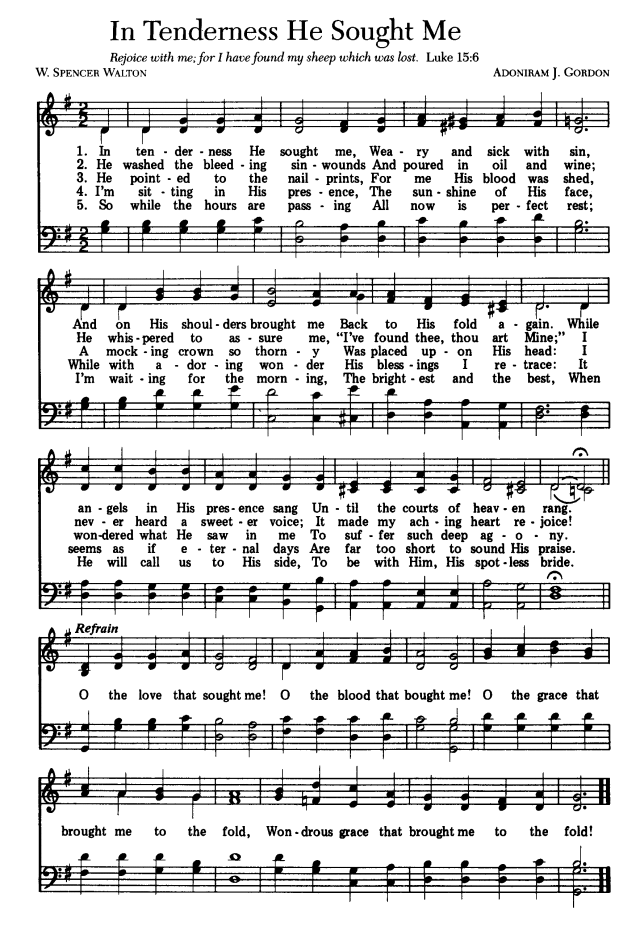 In Tenderness He Sought Me
Rejoice with me; for I have found my sheep which was lost. Luke 15:6
W. SPENCER WALTON ADONIRAM J. GORDON
1. In ten - der - ness He sought me, Wea - ry and sick with sin,
2. He washed the bleed - ing sin - wounds And poured in oil and wine;
3. He point - ed to the nail - prints, For me His blood was shed,
4. I'm sit - ting in His pres - ence, The sun - shine of His face,
5. So while the hours are pass - ing All now is per - fect rest;
And on His shoul - ders brought me Back to His fold a - gain. While
He whis - pered to as - sure me, “I've found thee, thou art Mine;” I
A mock - ing crown so thorn - y Was placed up - on His head: I
While with a - dor - ing won - der His bless - ings I re - trace: It
I'm wait - ing for the morn - ing, The bright - est and the best, When
an - gels in His pres - ence sang Un - til the courts of heav - en rang.
nev - er heard a sweet - er voice; It made my ach - ing heart re - joice!
won - dered what He saw in me To suf - fer such deep ag - o - ny.
seems as if e - ter - nal days Are far too short to sound His praise.
He will call us to His side, To be with Him, His spot - less bride.
Refrain
O the love that sought me! O the blood that bought me! O the grace that
brought me to the fold, Won - drous grace that brought me to the fold!